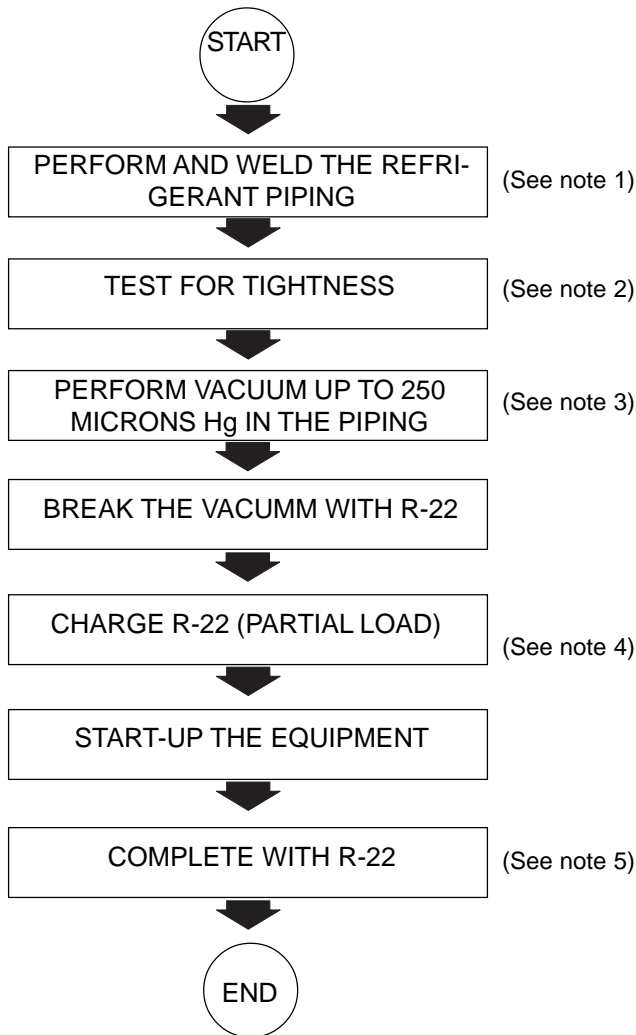 START
PERFORM AND WELD THE REFRI-
GERANT PIPING
(See note 1)
TEST FOR TIGHTNESS
(See note 2)
PERFORM VACUUM UP TO 250
MICRONS Hg IN THE PIPING
(See note 3)
BREAK THE VACUMM WITH R-22
CHARGE R-22 (PARTIAL LOAD)
(See note 4)
START-UP THE EQUIPMENT
COMPLETE WITH R-22
(See note 5)
END